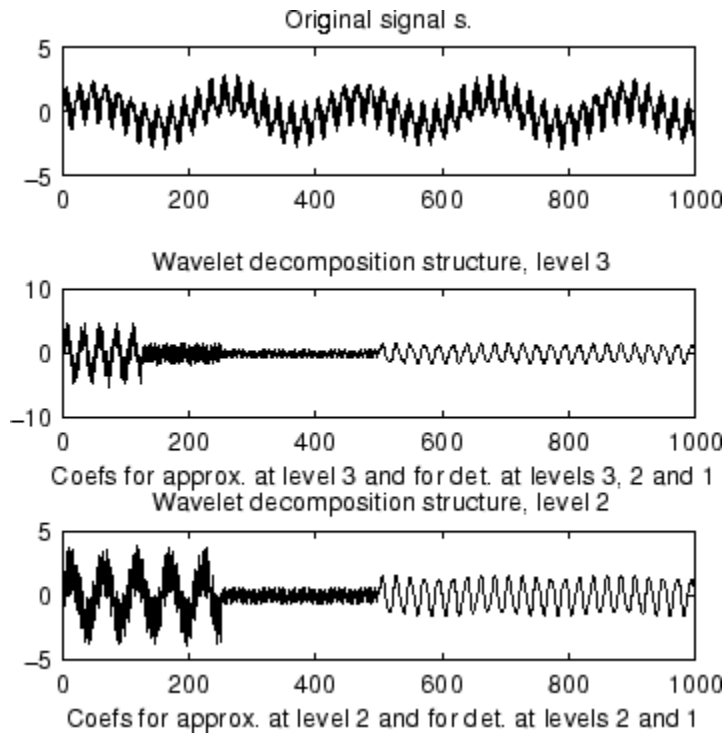 Original signal s.
5
0
−5
0 200 400 600 800 1000
Wavelet decomposition structure, level 3
10
0
−10
0 200 400 600 800 1000
Coefs for approx. at level 3 and for det. at levels 3, 2 and 1
Wavelet decomposition structure, level 2
5
0
−5
0 200 400 600 800 1000
Coefs for approx. at level 2 and for det. at levels 2 and 1